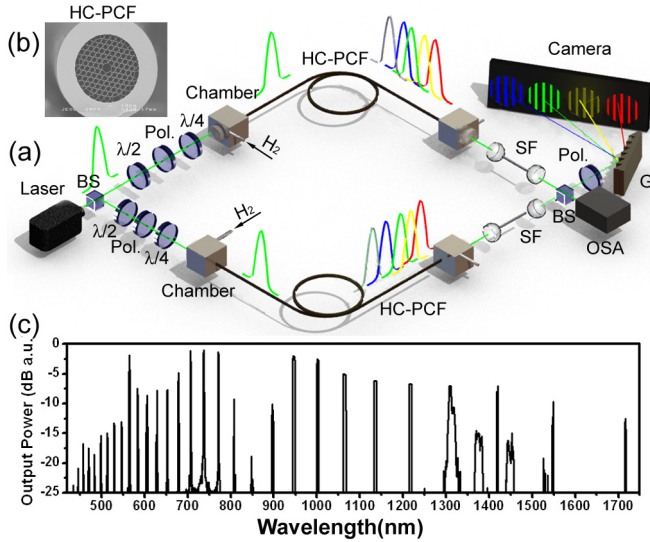 HC-PCF
(b)
HC-PCF
Camera
Chamber
λ/4
Pol.
λ/2
H₂
SF
Pol.
(a)
Laser
BS
G
λ/2
Pol.
λ/4
H₂
SF
BS
OSA
Chamber
HC-PCF
(c)
Output Power (dB a.u.)
0
-5
-10
-15
-20
-25
500 600 700 800 900 1000 1100 1200 1300 1400 1500 1600 1700
Wavelength(nm)